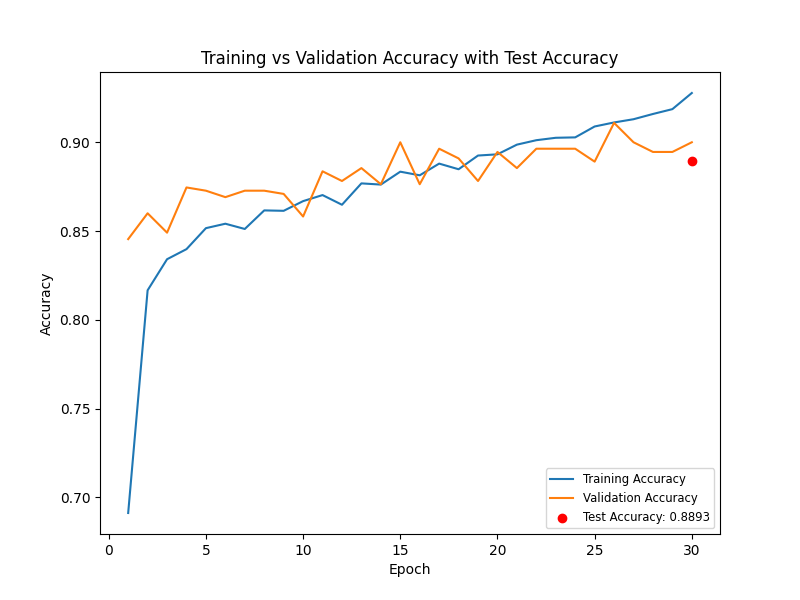 Training vs Validation Accuracy with Test Accuracy
Accuracy
0.90
0.85
0.80
0.75
0.70
Training Accuracy
Validation Accuracy
Test Accuracy: 0.8893
0 5 10 15 20 25 30
Epoch